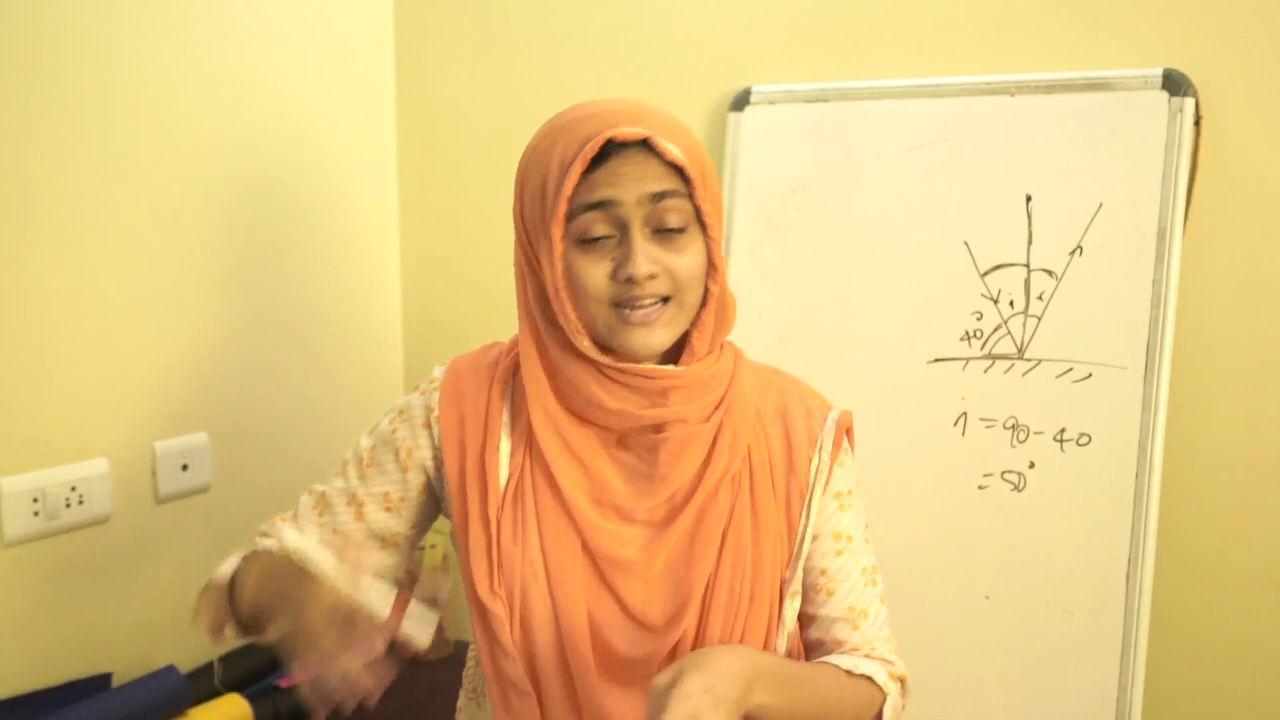 i r
40°
i = 90 - 40
= 50°